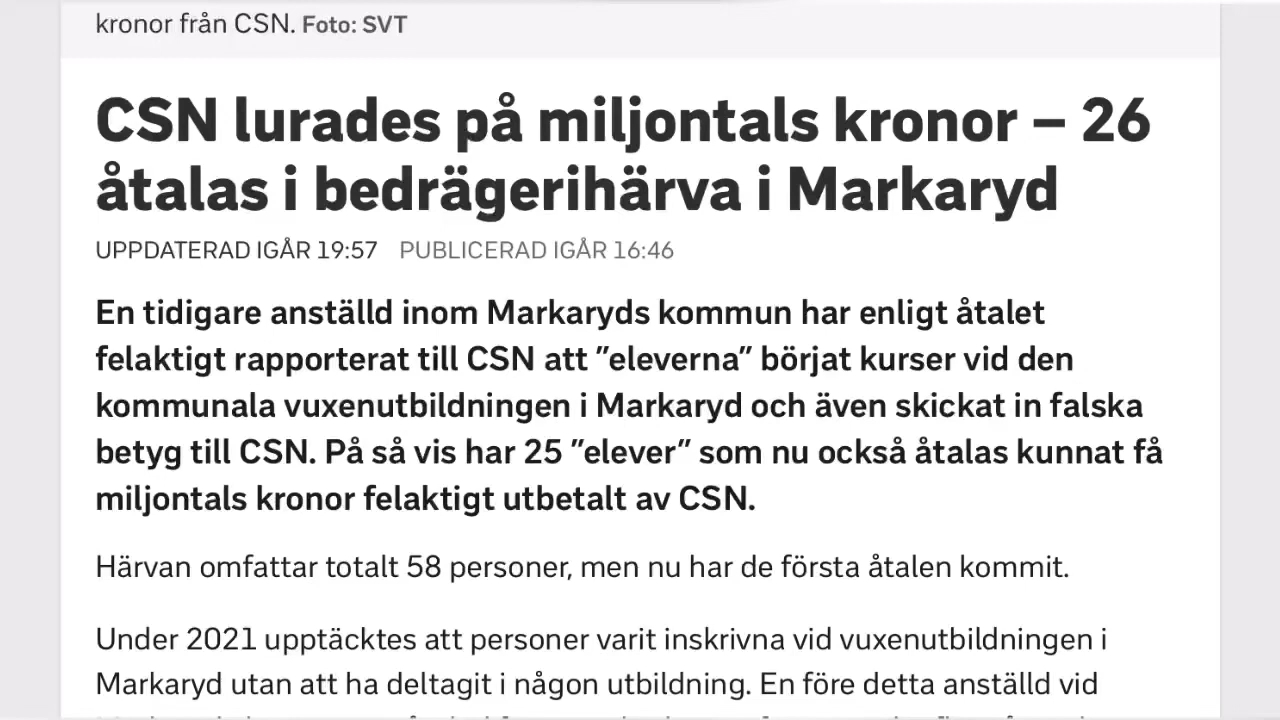 kronor från CSN. Foto: SVT
CSN lurades på miljontals kronor – 26
åtalas i bedrägerihärva i Markaryd
UPPDATERAD IGÅR 19:57 PUBLICERAD IGÅR 16:46
En tidigare anställd inom Markaryds kommun har enligt åtalet
felaktigt rapporterat till CSN att ”eleverna” börjat kurser vid den
kommunala vuxenutbildningen i Markaryd och även skickat in falska
betyg till CSN. På så vis har 25 ”elever” som nu också åtalas kunnat få
miljontals kronor felaktigt utbetalt av CSN.
Härvan omfattar totalt 58 personer, men nu har de första åtalen kommit.
Under 2021 upptäcktes att personer varit inskrivna vid vuxenutbildningen i
Markaryd utan att ha deltagit i någon utbildning. En före detta anställd vid